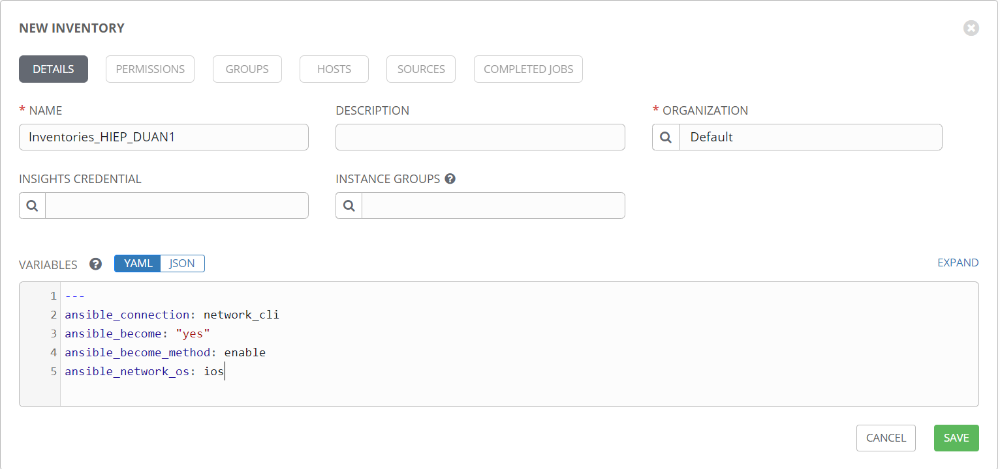 NEW INVENTORY
DETAILS PERMISSIONS GROUPS HOSTS SOURCES COMPLETED JOBS
* NAME DESCRIPTION * ORGANIZATION
Inventories_HIEP_DUAN1 Default
INSIGHTS CREDENTIAL INSTANCE GROUPS ?
VARIABLES ? YAML JSON EXPAND
1 ---
2 ansible_connection: network_cli
3 ansible_become: "yes"
4 ansible_become_method: enable
5 ansible_network_os: ios
CANCEL SAVE